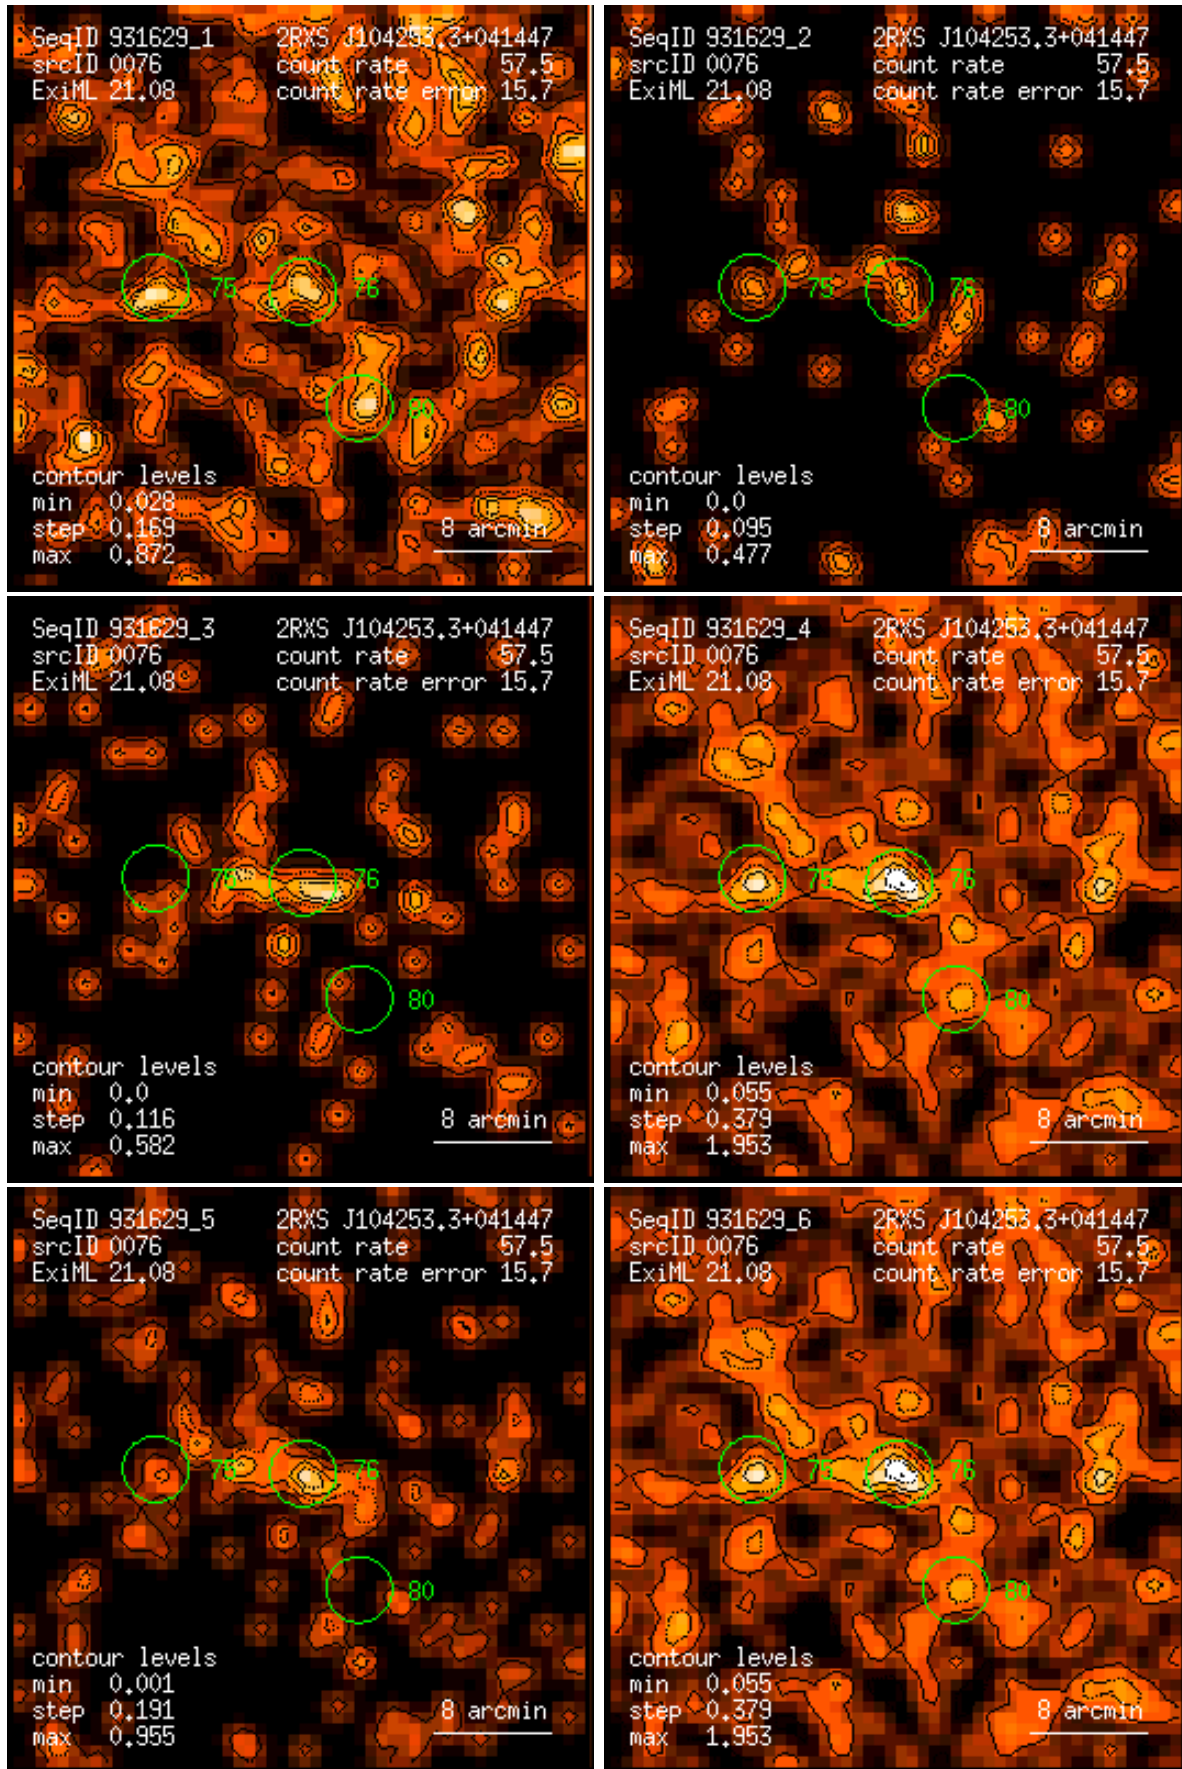 SeqID 931629_1 2RXS J104253.3+041447
srcID 0076 count rate 57.5
ExiML 21.08 count rate error 15.7
75 76
80
contour levels
min 0.028
step 0.169 8 arcmin
max 0.872
SeqID 931629_2 2RXS J104253.3+041447
srcID 0076 count rate 57.5
ExiML 21.08 count rate error 15.7
75 76
80
contour levels
min 0.0
step 0.095 8 arcmin
max 0.477
SeqID 931629_3 2RXS J104253.3+041447
srcID 0076 count rate 57.5
ExiML 21.08 count rate error 15.7
75 76
80
contour levels
min 0.0
step 0.116 8 arcmin
max 0.582
SeqID 931629_4 2RXS J104253.3+041447
srcID 0076 count rate 57.5
ExiML 21.08 count rate error 15.7
75 76
80
contour levels
min 0.055
step 0.379 8 arcmin
max 1.953
SeqID 931629_5 2RXS J104253.3+041447
srcID 0076 count rate 57.5
ExiML 21.08 count rate error 15.7
75 76
80
contour levels
min 0.001
step 0.191 8 arcmin
max 0.955
SeqID 931629_6 2RXS J104253.3+041447
srcID 0076 count rate 57.5
ExiML 21.08 count rate error 15.7
75 76
80
contour levels
min 0.055
step 0.379 8 arcmin
max 1.953